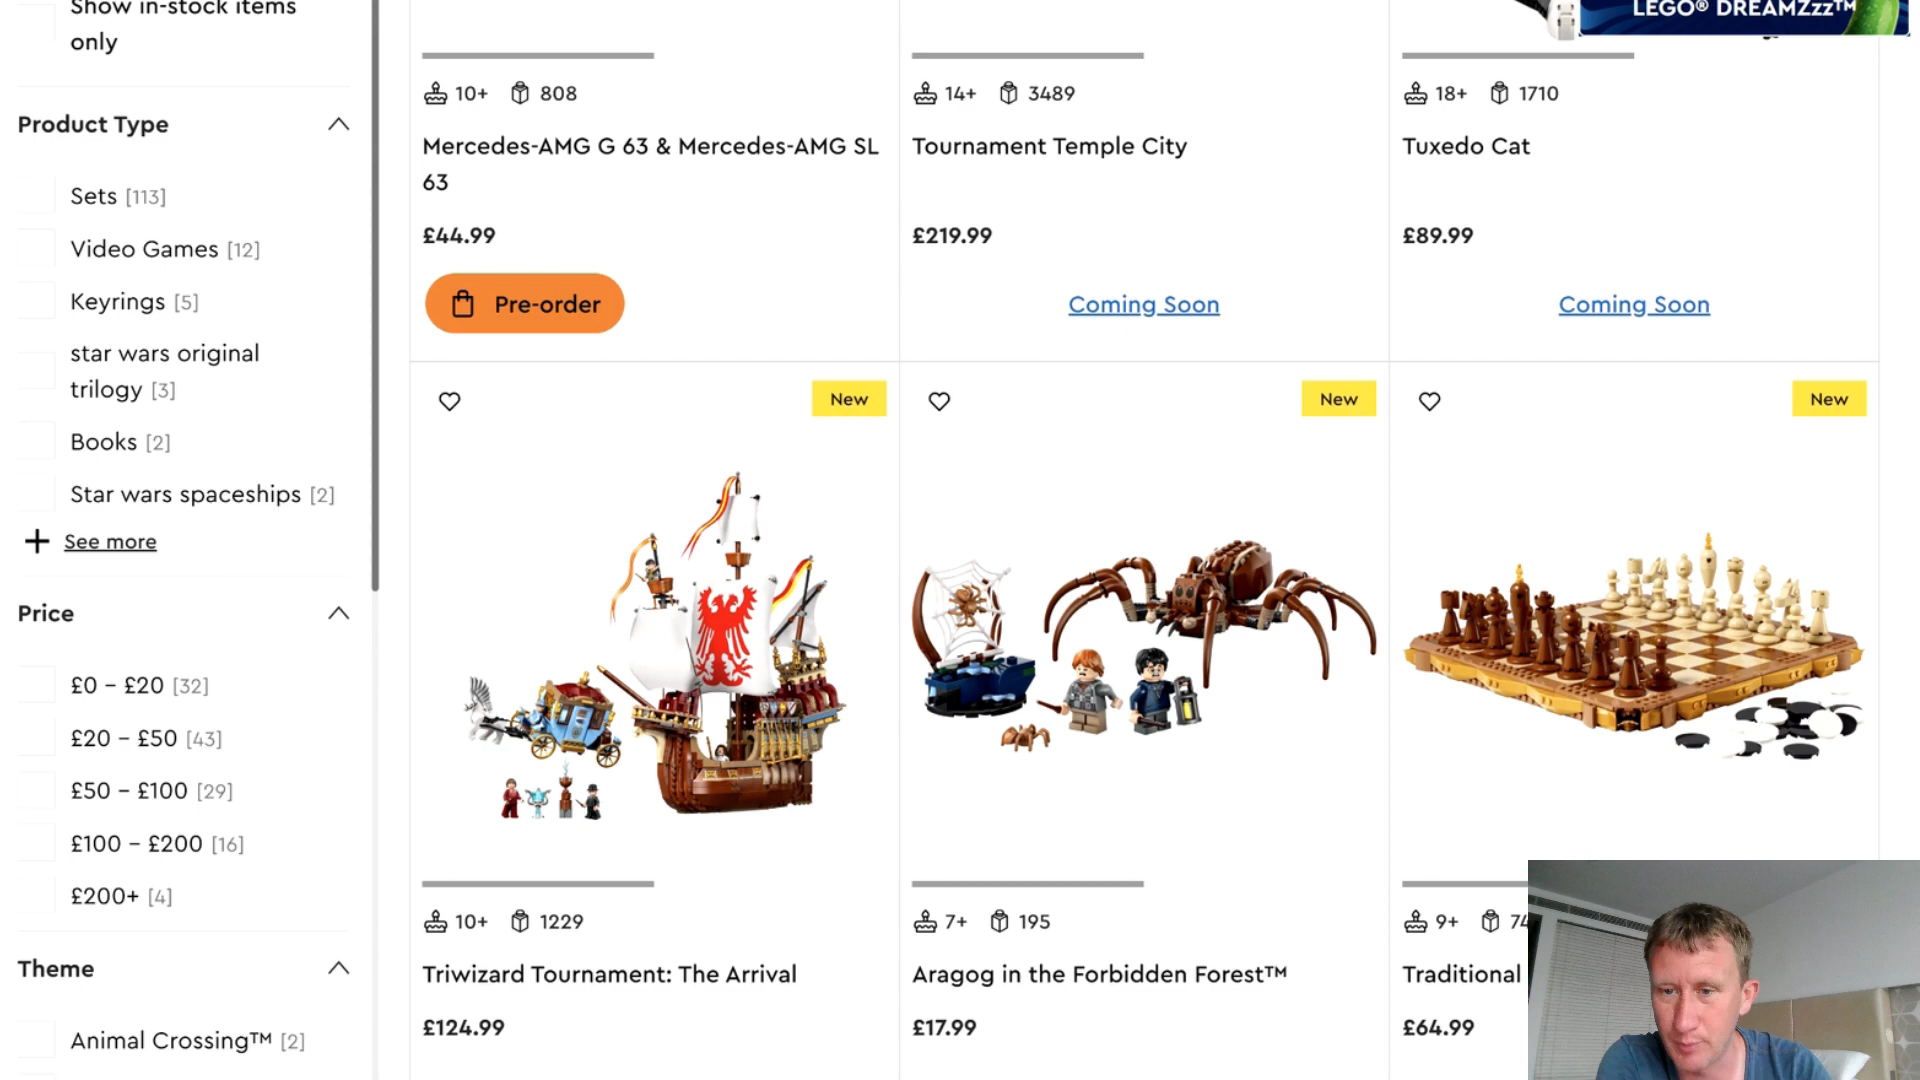 Show in-stock items
only
Product Type
Sets [113]
Video Games [12]
Keyrings [5]
star wars original
trilogy [3]
Books [2]
Star wars spaceships [2]
See more
Price
£0 – £20 [32]
£20 – £50 [43]
£50 – £100 [29]
£100 – £200 [16]
£200+ [4]
Theme
Animal Crossing™ [2]
LEGO® DREAMZzz™
10+ 808
Mercedes-AMG G 63 & Mercedes-AMG SL
63
£44.99
Pre-order
14+ 3489
Tournament Temple City
£219.99
Coming Soon
18+ 1710
Tuxedo Cat
£89.99
Coming Soon
New
10+ 1229
Triwizard Tournament: The Arrival
£124.99
New
7+ 195
Aragog in the Forbidden Forest™
£17.99
New
9+ 74
Traditional
£64.99